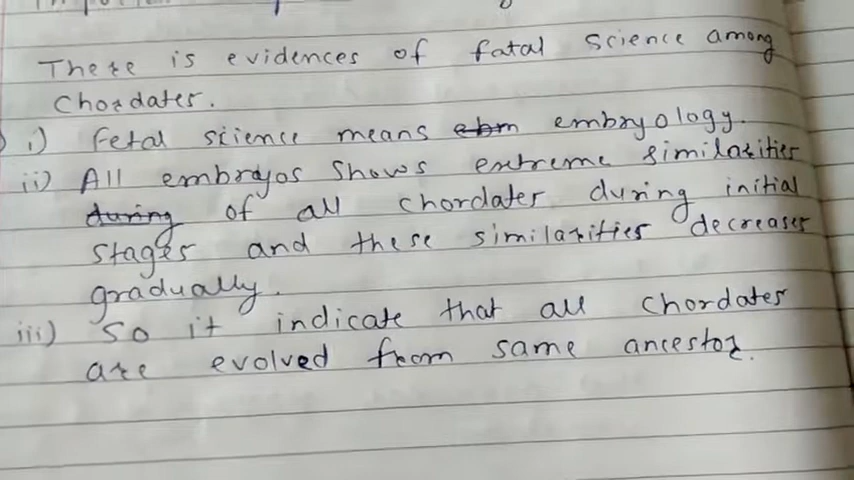 There is evidences of fatal science among
Chordates.
i) Fetal science means ebm embryology.
ii) All embryos shows extreme similarities
during of all chordates during initial
stages and these similarities decreases
gradually.
iii) So it indicate that all chordates
are evolved from same ancestor.